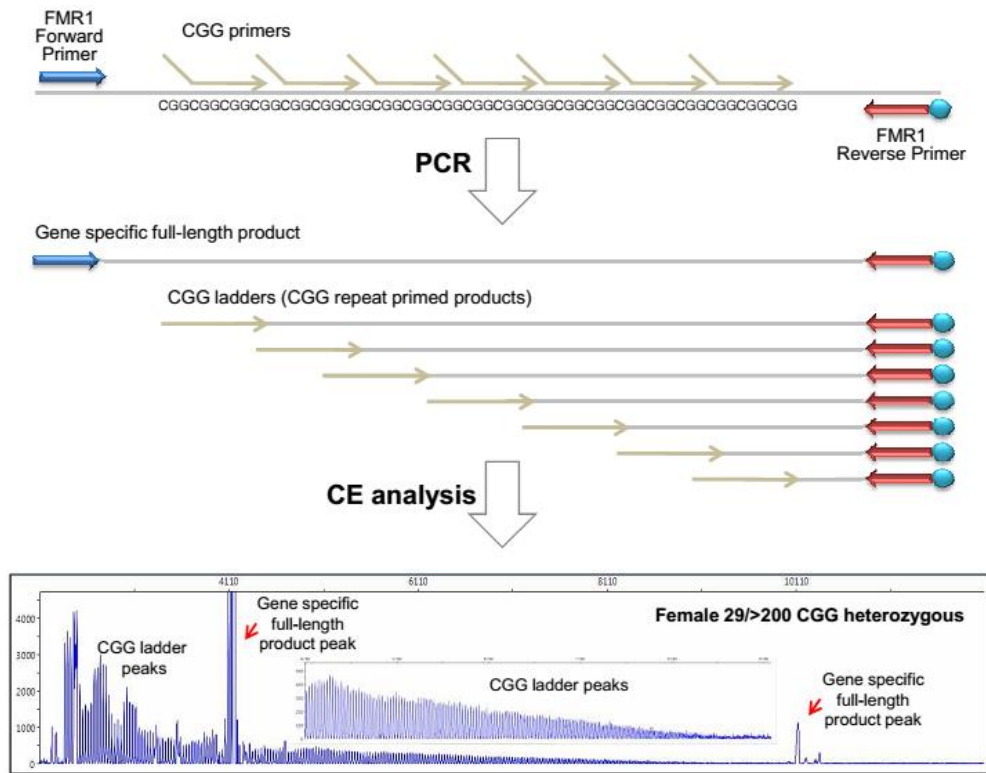 FMR1
Forward
Primer
CGG primers
CGGCGGCGGCGGCGGCGGCGGCGGCGGCGGCGGCGGCGGCGGCGGCGGCGGCGGCGGCGG
FMR1
Reverse Primer
PCR
Gene specific full-length product
CGG ladders (CGG repeat primed products)
CE analysis
4110 6110 8110 10110
4000
3000
2000
1000
0
CGG ladder
peaks
Gene specific
full-length
product peak
Female 29/>200 CGG heterozygous
CGG ladder peaks
Gene specific
full-length
product peak